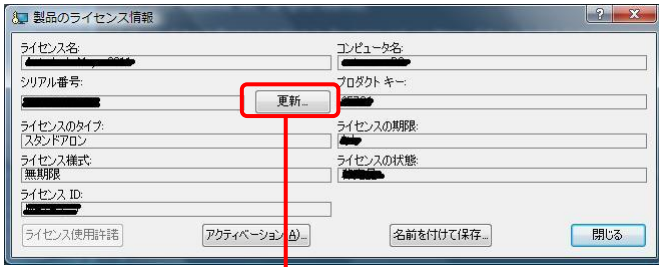 製品のライセンス情報
ライセンス名:
コンピュータ名:
シリアル番号:
更新...
プロダクト キー:
ライセンスのタイプ:
スタンドアロン
ライセンスの期限:
ライセンス様式:
無期限
ライセンスの状態:
ライセンス ID:
ライセンス使用許諾
アクティベーション(A)...
名前を付けて保存...
閉じる